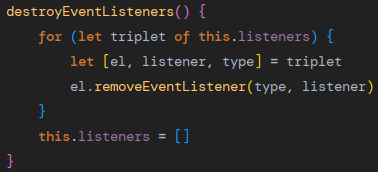 destroyEventListeners() {
    for (let triplet of this.listeners) {
        let [el, listener, type] = triplet
        el.removeEventListener(type, listener)
    }
    this.listeners = []
}